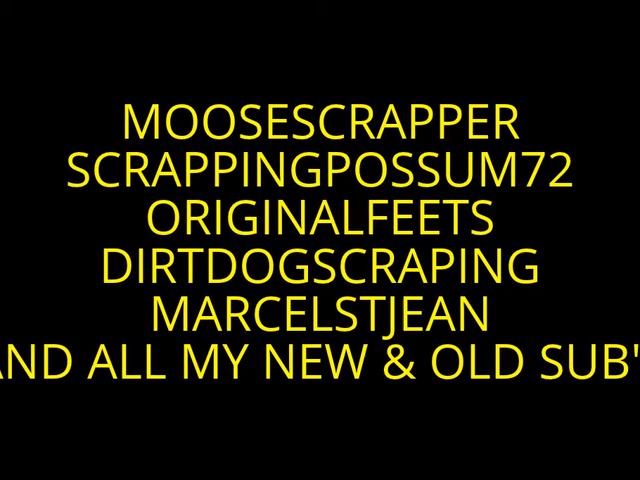 MOOSESCRAPPER
SCRAPPINGPOSSUM72
ORIGINALFEETS
DIRTDOGSCRAPING
MARCELSTJEAN
AND ALL MY NEW & OLD SUB'